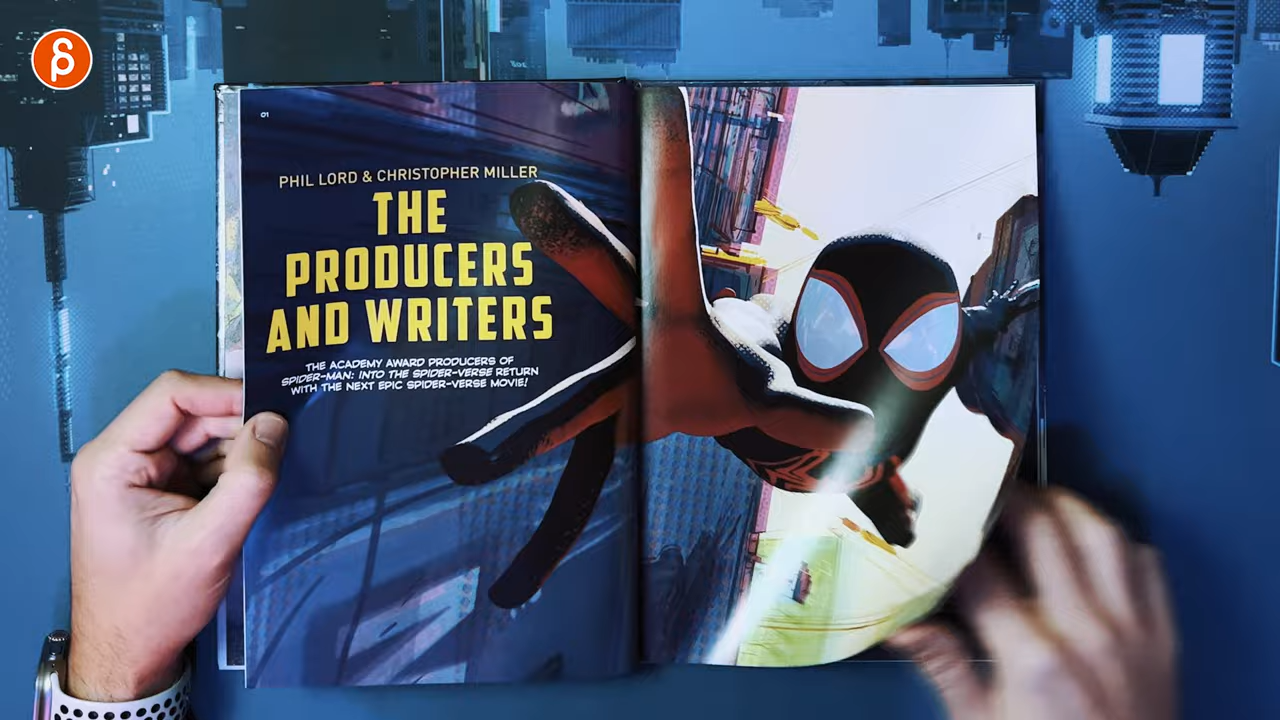 01
PHIL LORD & CHRISTOPHER MILLER
THE
PRODUCERS
AND WRITERS
THE ACADEMY AWARD PRODUCERS OF
SPIDER-MAN: INTO THE SPIDER-VERSE RETURN
WITH THE NEXT EPIC SPIDER-VERSE MOVIE!